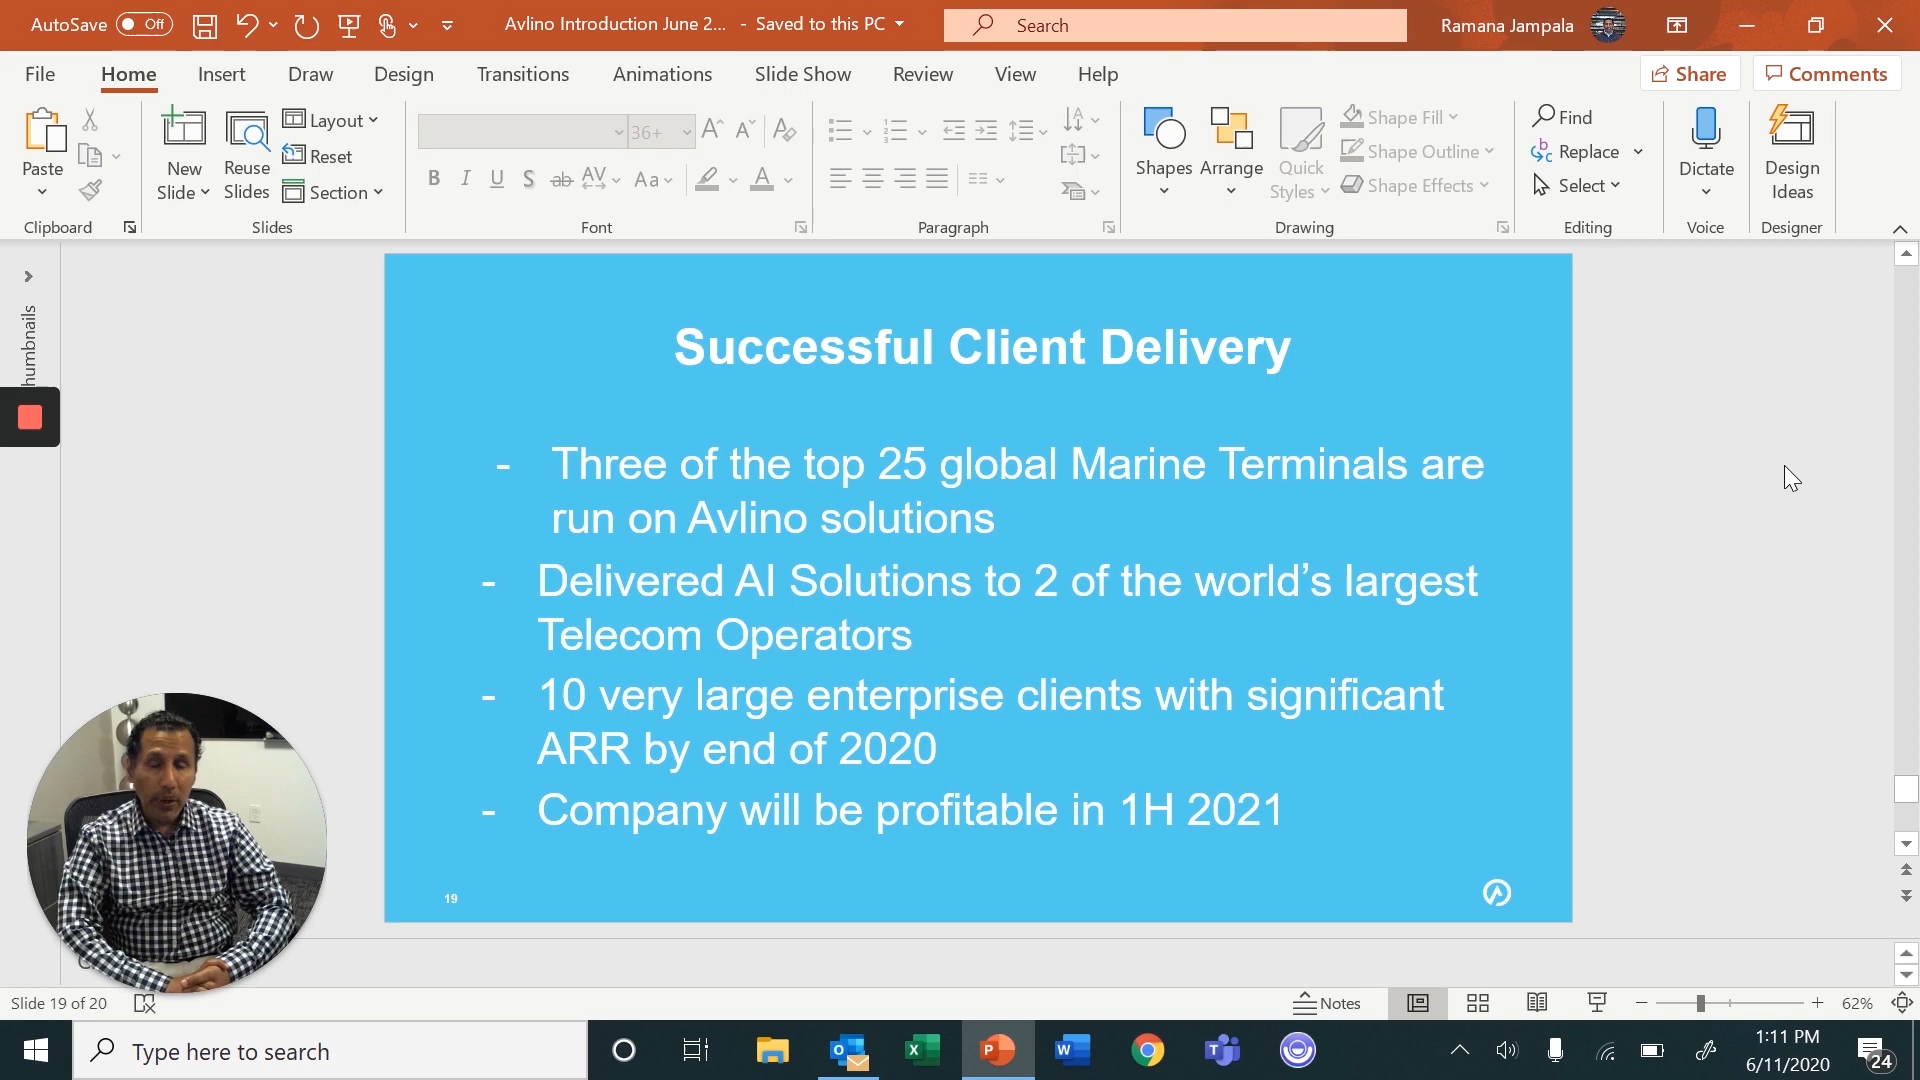 AutoSave Off Avlino Introduction June 2... - Saved to this PC Search Ramana Jampala
File Home Insert Draw Design Transitions Animations Slide Show Review View Help Share Comments
Paste
New Slide
Reuse Slides
Layout
Reset
Section
36+
B I U S ab AV Aa A
Shapes Arrange Quick Styles
Shape Fill
Shape Outline
Shape Effects
Find
Replace
Select
Dictate
Design Ideas
Clipboard Slides Font Paragraph Drawing Editing Voice Designer
humbnails
Successful Client Delivery
- Three of the top 25 global Marine Terminals are
run on Avlino solutions
- Delivered AI Solutions to 2 of the world’s largest
Telecom Operators
- 10 very large enterprise clients with significant
ARR by end of 2020
- Company will be profitable in 1H 2021
19
Slide 19 of 20 Notes 62%
Type here to search
1:11 PM
6/11/2020
24